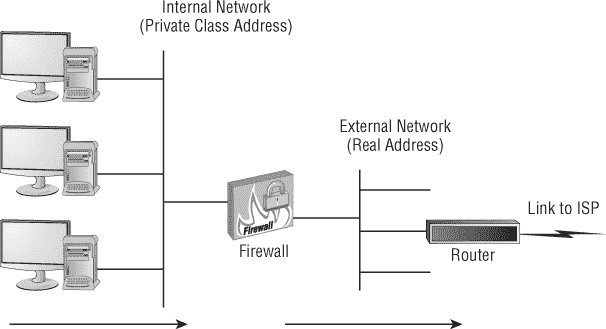 Internal Network
(Private Class Address)
External Network
(Real Address)
Link to ISP
Firewall
Firewall
Router